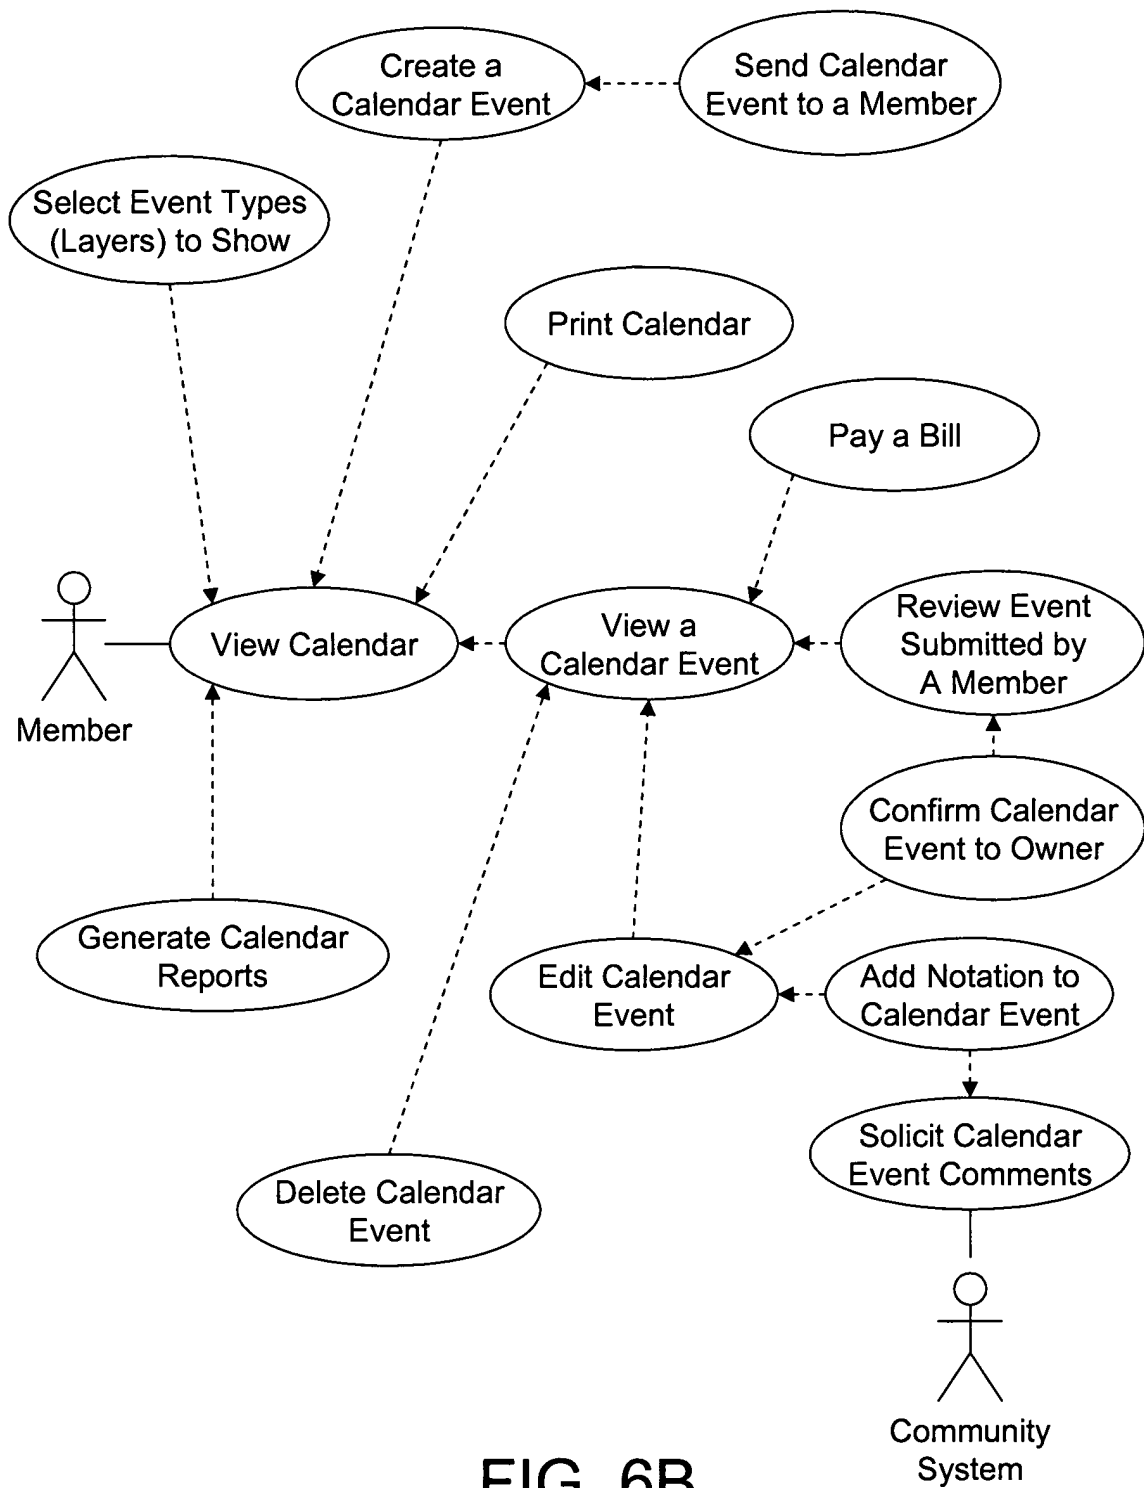 Create a
Calendar Event
Send Calendar
Event to a Member
Select Event Types
(Layers) to Show
Print Calendar
Pay a Bill
Member
View Calendar
View a
Calendar Event
Review Event
Submitted by
A Member
Confirm Calendar
Event to Owner
Generate Calendar
Reports
Edit Calendar
Event
Add Notation to
Calendar Event
Solicit Calendar
Event Comments
Delete Calendar
Event
Community
System
FIG. 6B